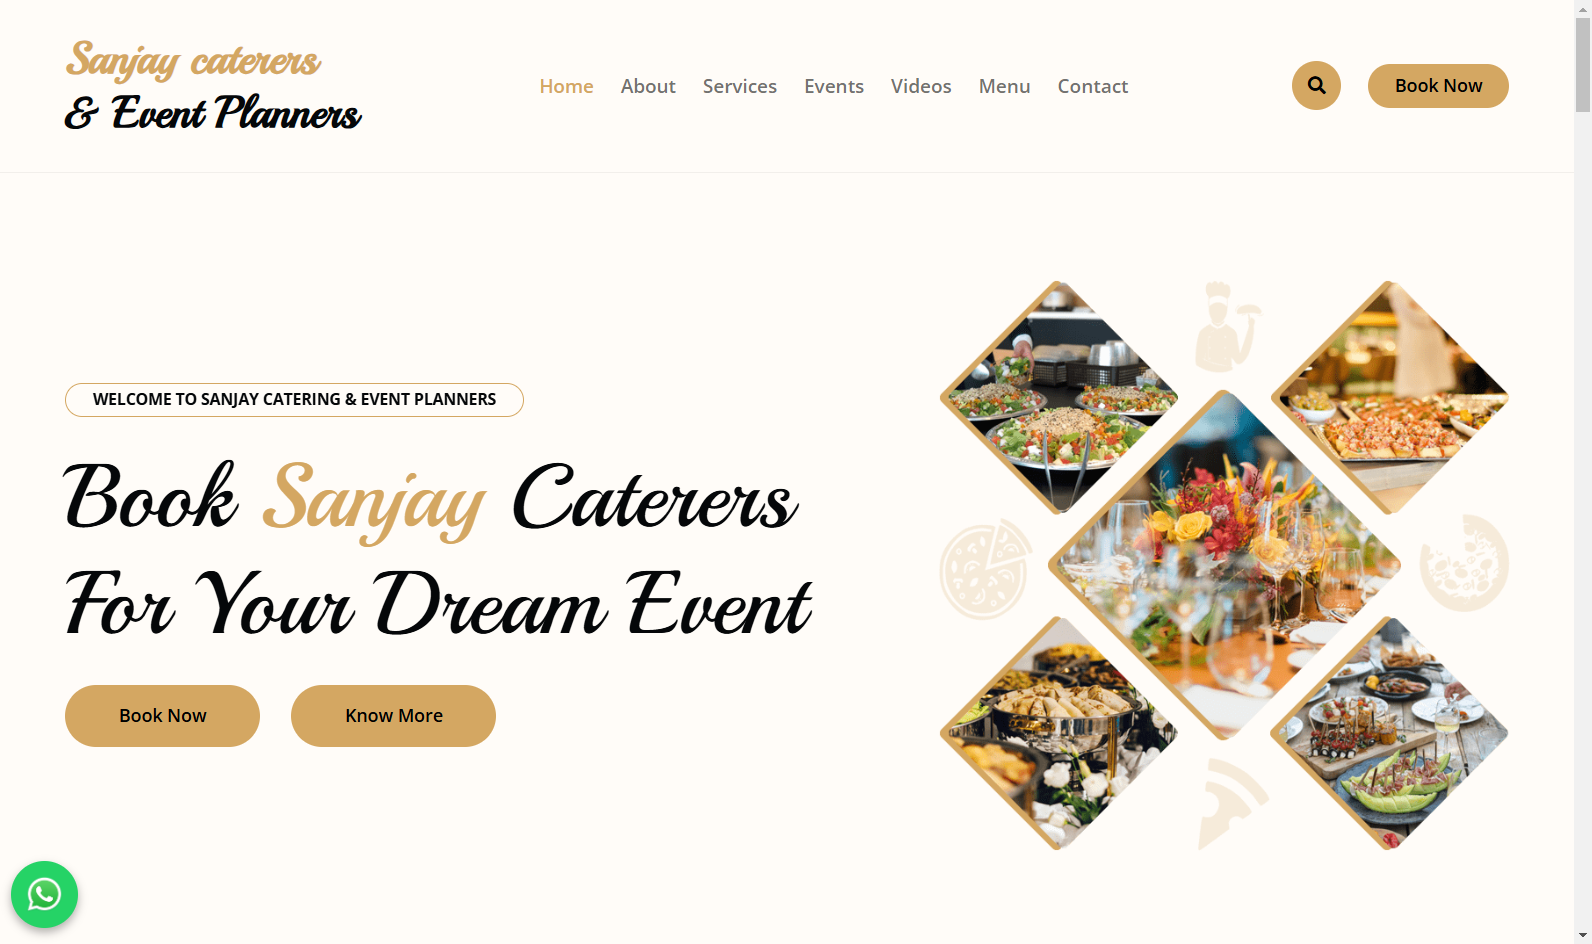 Sanjay caterers
& Event Planners
Home About Services Events Videos Menu Contact
Book Now
WELCOME TO SANJAY CATERING & EVENT PLANNERS
Book Sanjay Caterers
For Your Dream Event
Book Now Know More